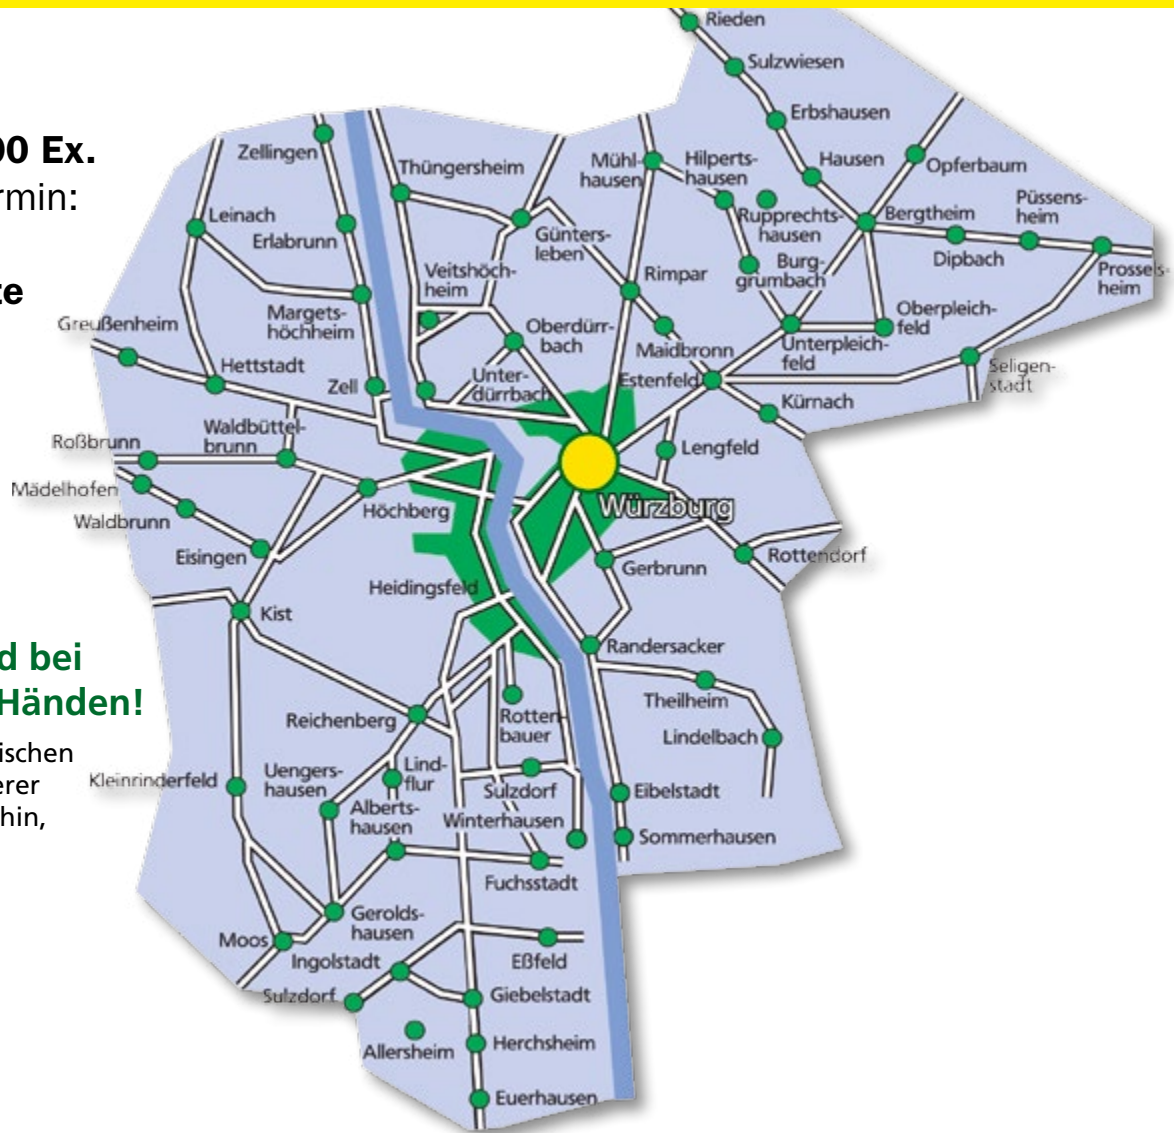 00 Ex.
rmin:
te
d bei
Händen!
ischen
erer
hin,
Rieden
Sulzwiesen
Erbshausen
Zellingen
Thüngersheim
Mühl-
hausen
Hilperts-
hausen
Hausen
Opferbaum
Leinach
Erlabrunn
Günters-
leben
Rupprechts-
hausen
Bergtheim
Püssens-
heim
Dipbach
Prossels-
heim
Veitshöch-
heim
Rimpar
Burg-
grumbach
Margets-
höchheim
Greußenheim
Oberdürr-
bach
Maidbronn
Unterpleich-
feld
Oberpleich-
feld
Hettstadt
Zell
Unter-
dürrbach
Estenfeld
Seligen-
stadt
Kürnach
Waldbüttel-
brunn
Roßbrunn
Lengfeld
Mädelhofen
Höchberg
Würzburg
Waldbrunn
Eisingen
Rottendorf
Gerbrunn
Heidingsfeld
Kist
Randersacker
Theilheim
Reichenberg
Rotten-
bauer
Lindelbach
Kleinrinderfeld
Uengers-
hausen
Lind-
flur
Sulzdorf
Eibelstadt
Alberts-
hausen
Winterhausen
Sommerhausen
Fuchsstadt
Gerolds-
hausen
Moos
Ingolstadt
Eßfeld
Sulzdorf
Giebelstadt
Allersheim
Herchsheim
Euerhausen